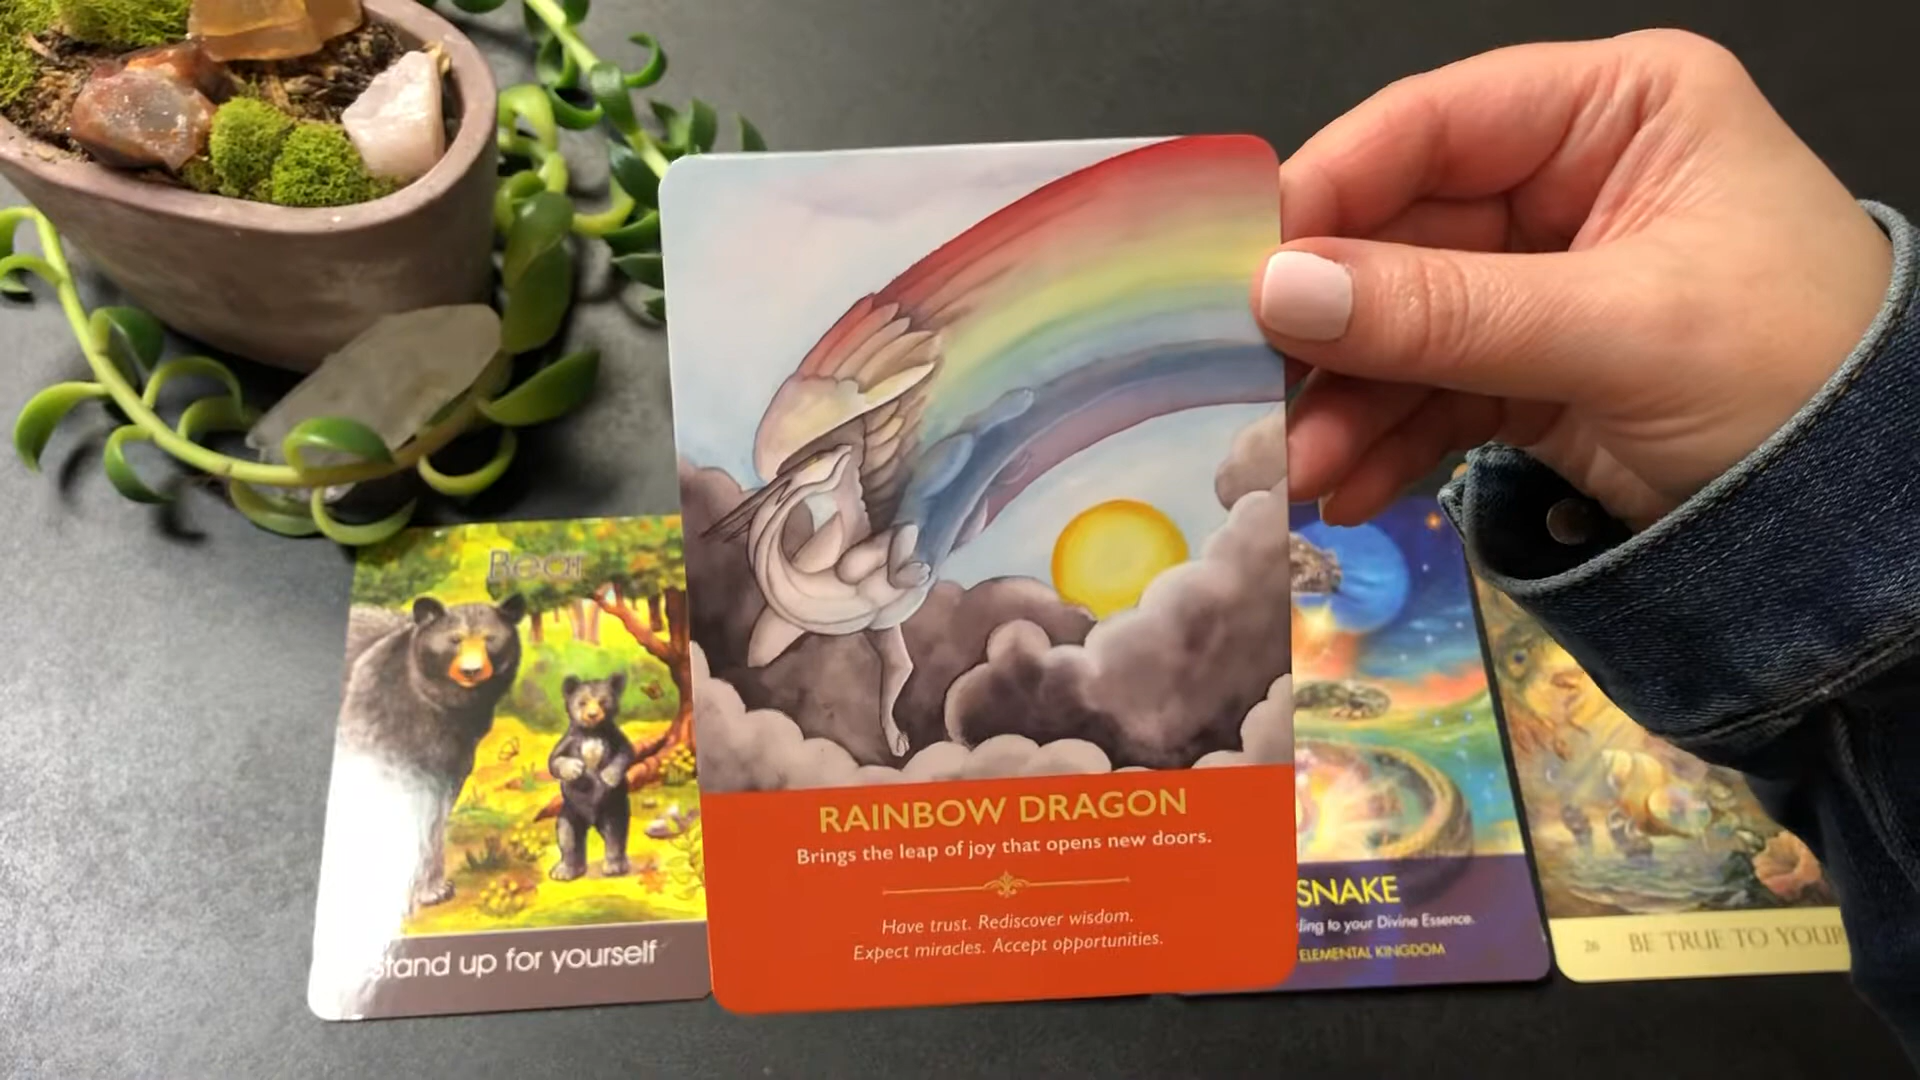 Bear
Stand up for yourself
RAINBOW DRAGON
Brings the leap of joy that opens new doors.
Have trust. Rediscover wisdom.
Expect miracles. Accept opportunities.
SNAKE
to your Divine Essence.
ELEMENTAL KINGDOM
26 BE TRUE TO